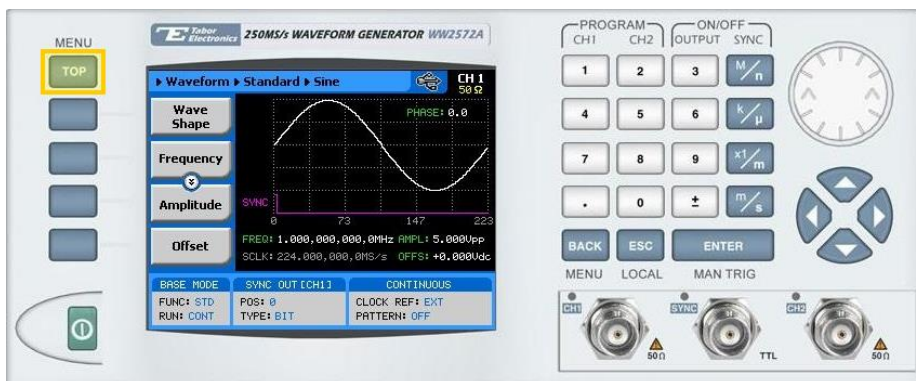 MENU
TOP
Tabor
Electronics
250MS/s WAVEFORM GENERATOR WW2572A
▸ Waveform ▸ Standard ▸ Sine
CH 1
50 Ω
Wave
Shape
Frequency
Amplitude
Offset
PHASE: 0.0
SYNC
0 73 147 223
FREQ: 1.000,000,000,0MHz AMPL: 5.000Vpp
SCLK: 224.000,000,0MS/s OFFS: +0.000Vdc
BASE MODE
FUNC: STD
RUN: CONT
SYNC OUT [CH1]
POS: 0
TYPE: BIT
CONTINUOUS
CLOCK REF: EXT
PATTERN: OFF
PROGRAM
CH1 CH2
ON/OFF
OUTPUT SYNC
1 2 3 M/n
4 5 6 k/µ
7 8 9 x1/m
. 0 ± m/s
BACK ESC ENTER
MENU LOCAL MAN TRIG
CH1 SYNC CH2
50Ω TTL 50Ω